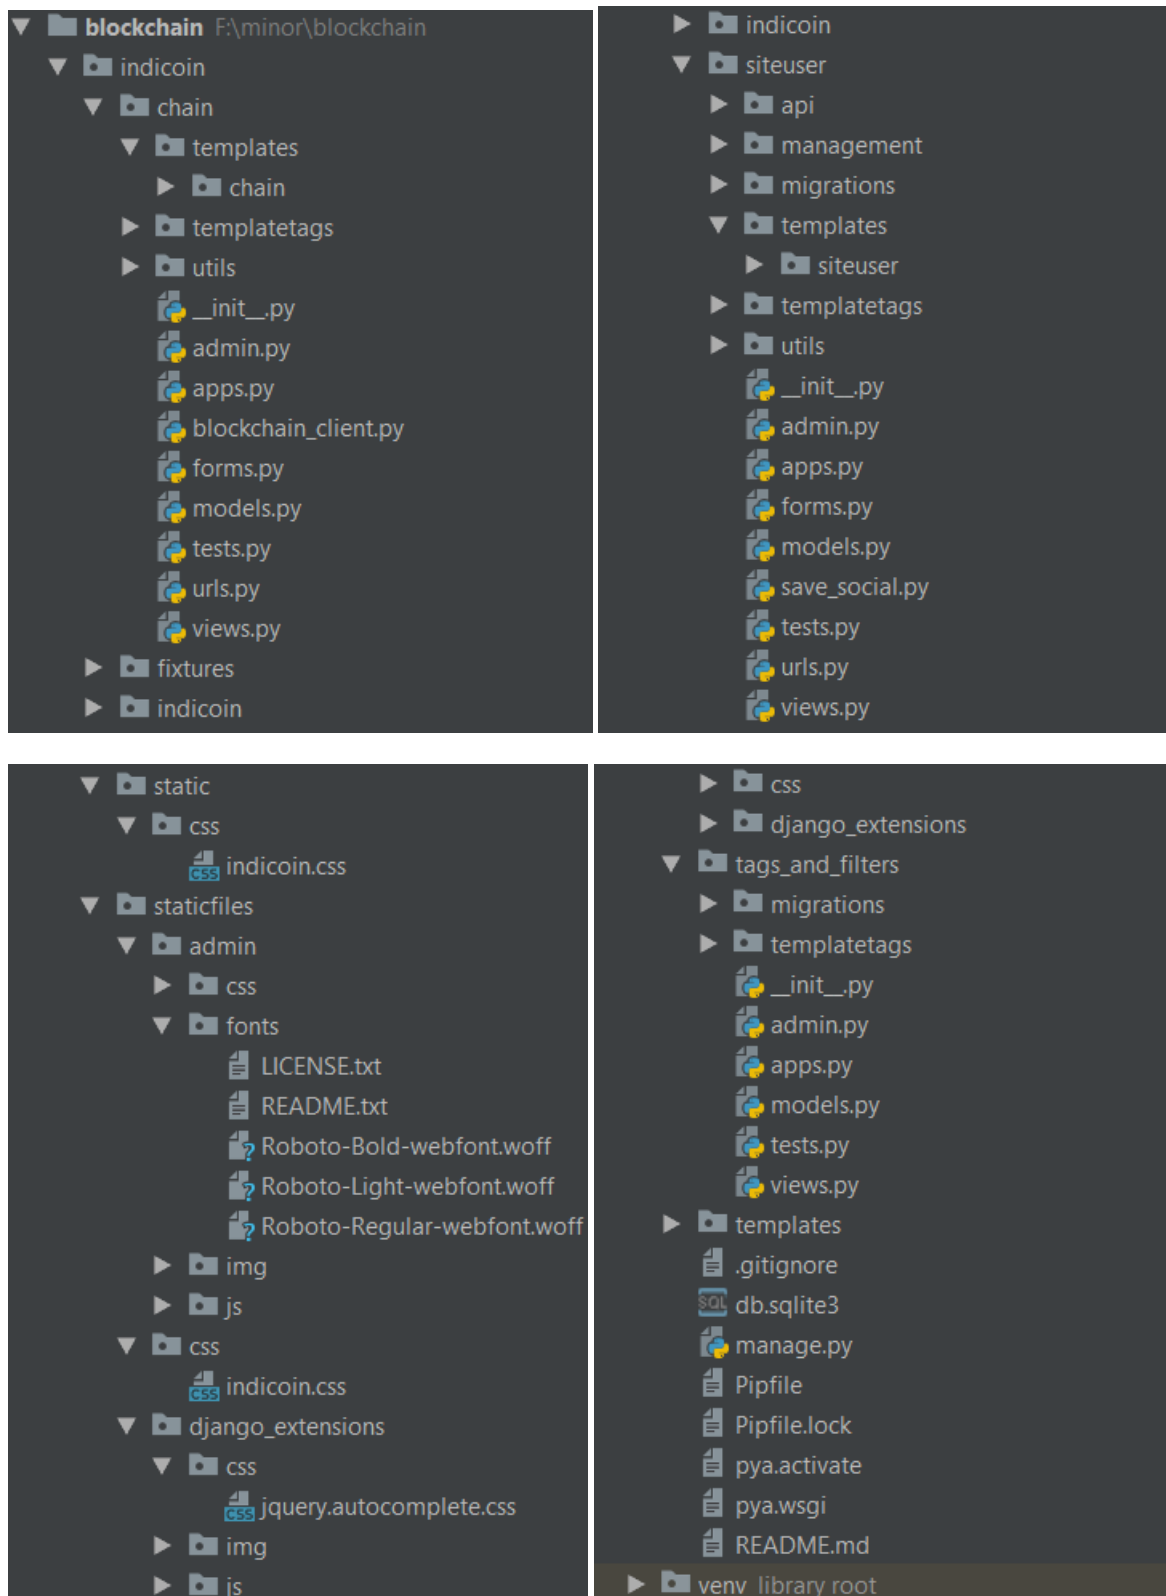 blockchain F:\minor\blockchain
indicoin
chain
templates
chain
templatetags
utils
__init__.py
admin.py
apps.py
blockchain_client.py
forms.py
models.py
tests.py
urls.py
views.py
fixtures
indicoin
indicoin
siteuser
api
management
migrations
templates
siteuser
templatetags
utils
__init__.py
admin.py
apps.py
forms.py
models.py
save_social.py
tests.py
urls.py
views.py
static
css
indicoin.css
staticfiles
admin
css
fonts
LICENSE.txt
README.txt
Roboto-Bold-webfont.woff
Roboto-Light-webfont.woff
Roboto-Regular-webfont.woff
img
js
css
indicoin.css
django_extensions
css
jquery.autocomplete.css
img
js
css
django_extensions
tags_and_filters
migrations
templatetags
__init__.py
admin.py
apps.py
models.py
tests.py
views.py
templates
.gitignore
db.sqlite3
manage.py
Pipfile
Pipfile.lock
pya.activate
pya.wsgi
README.md
venv library root